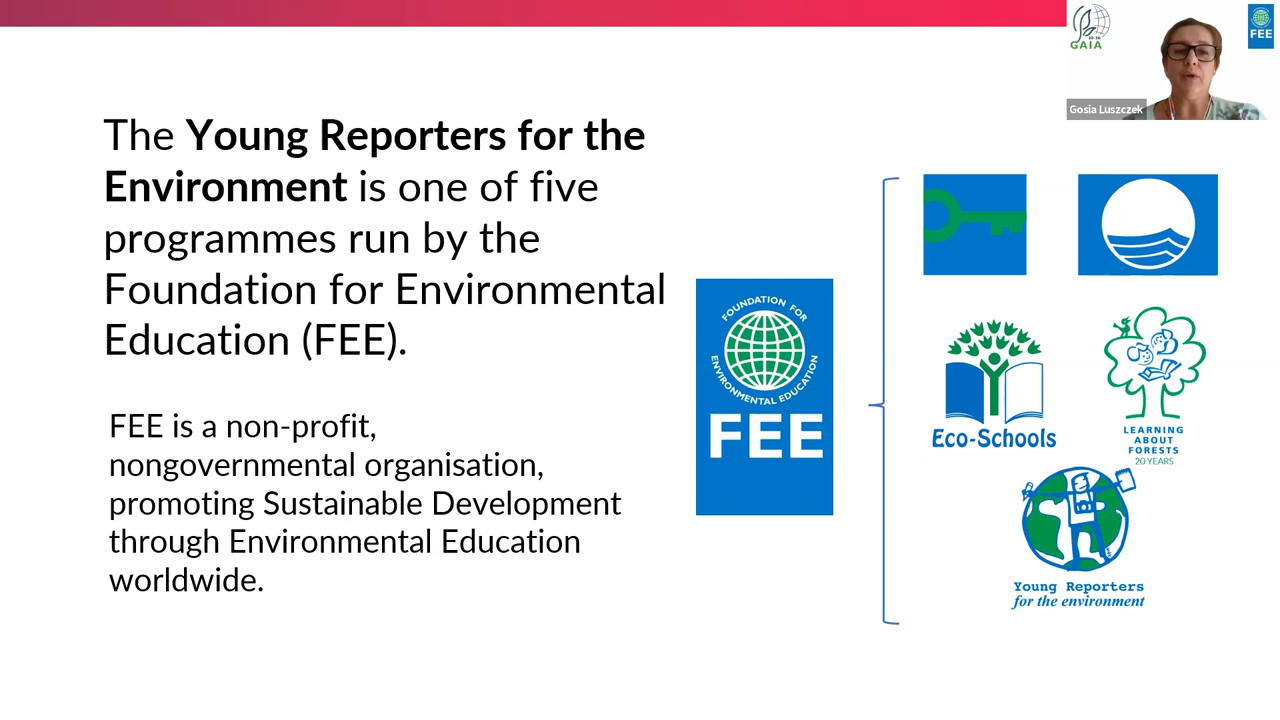 The Young Reporters for the
Environment is one of five
programmes run by the
Foundation for Environmental
Education (FEE).
FEE is a non-profit,
nongovernmental organisation,
promoting Sustainable Development
through Environmental Education
worldwide.
FOUNDATION FOR
ENVIRONMENTAL EDUCATION
FEE
Eco-Schools
LEARNING
ABOUT
FORESTS
20 YEARS
Young Reporters
for the environment
GAIA
FEE
Gosia Luszczek